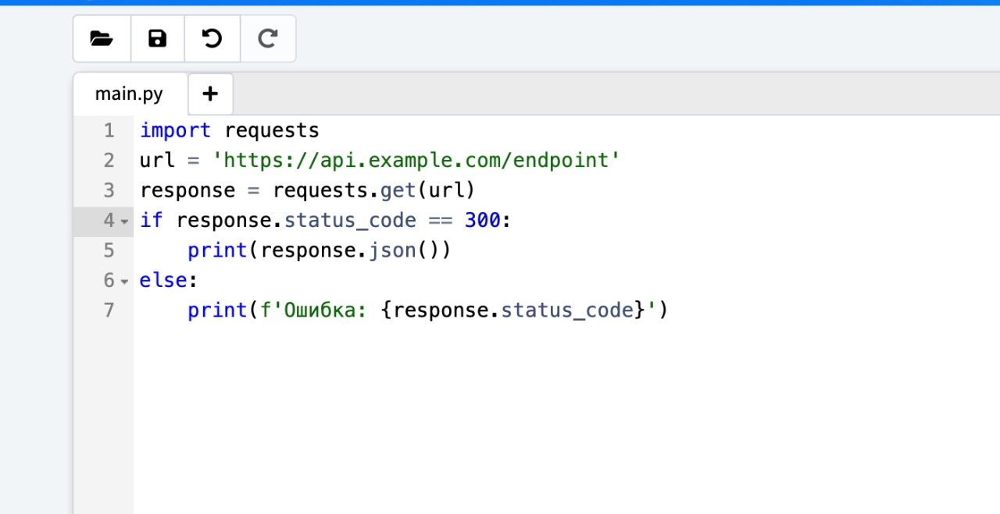 main.py
1 import requests
2 url = 'https://api.example.com/endpoint'
3 response = requests.get(url)
4 if response.status_code == 300:
5     print(response.json())
6 else:
7     print(f'Ошибка: {response.status_code}')